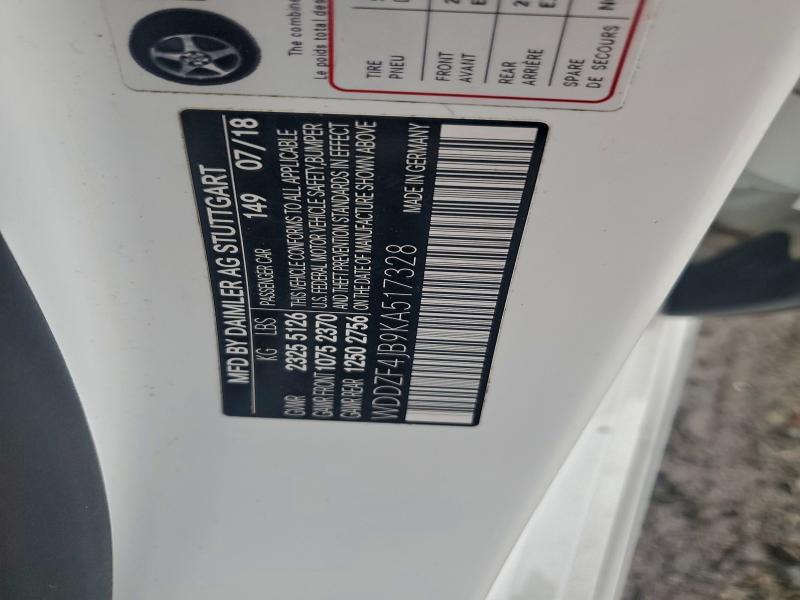 The combine
Le poids total des
TIRE
PNEU
FRONT
AVANT
REAR
ARRIÈRE
SPARE
DE SECOURS
MFD BY DAIMLER AG STUTTGART
149 07/18
KG LBS PASSENGER CAR
GVWR 2325 5126 THIS VEHICLE CONFORMS TO ALL APPLICABLE
GAWR FRONT 1075 2370 U.S. FEDERAL MOTOR VEHICLE SAFETY,BUMPER
GAWR REAR 1250 2756 AND THEFT PREVENTION STANDARDS IN EFFECT
ON THE DATE OF MANUFACTURE SHOWN ABOVE
WDDZF4JB9KA517328 MADE IN GERMANY